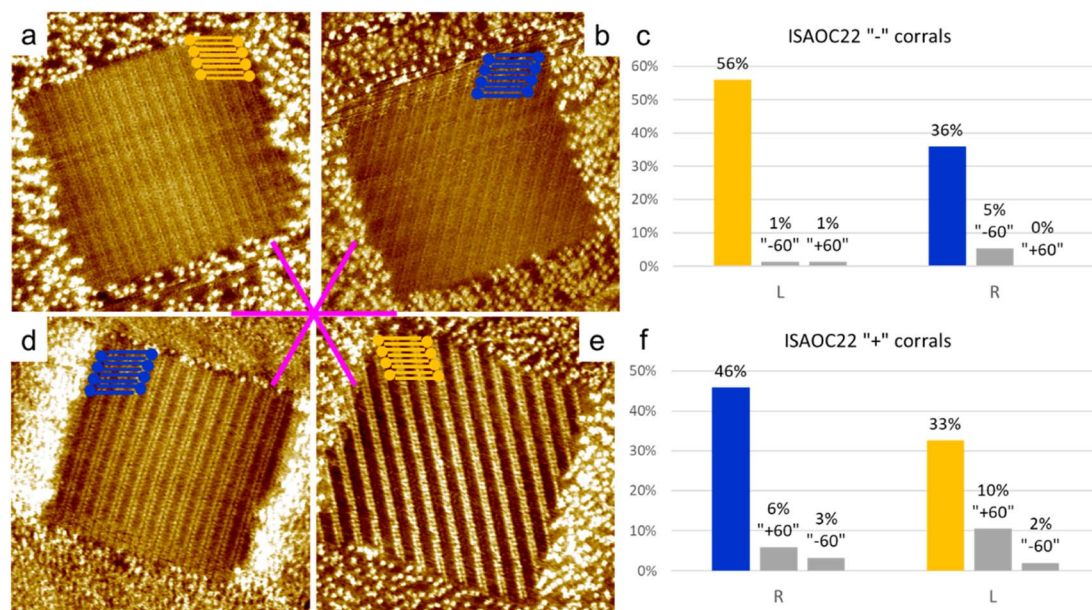 a
b
c
ISAOC22 "-" corrals
60%
50%
40%
30%
20%
10%
0%
56%
1%
"-60"
1%
"+60"
36%
5%
"-60"
0%
"+60"
L
R
d
e
f
ISAOC22 "+" corrals
50%
40%
30%
20%
10%
0%
46%
6%
"+60"
3%
"-60"
33%
10%
"+60"
2%
"-60"
R
L